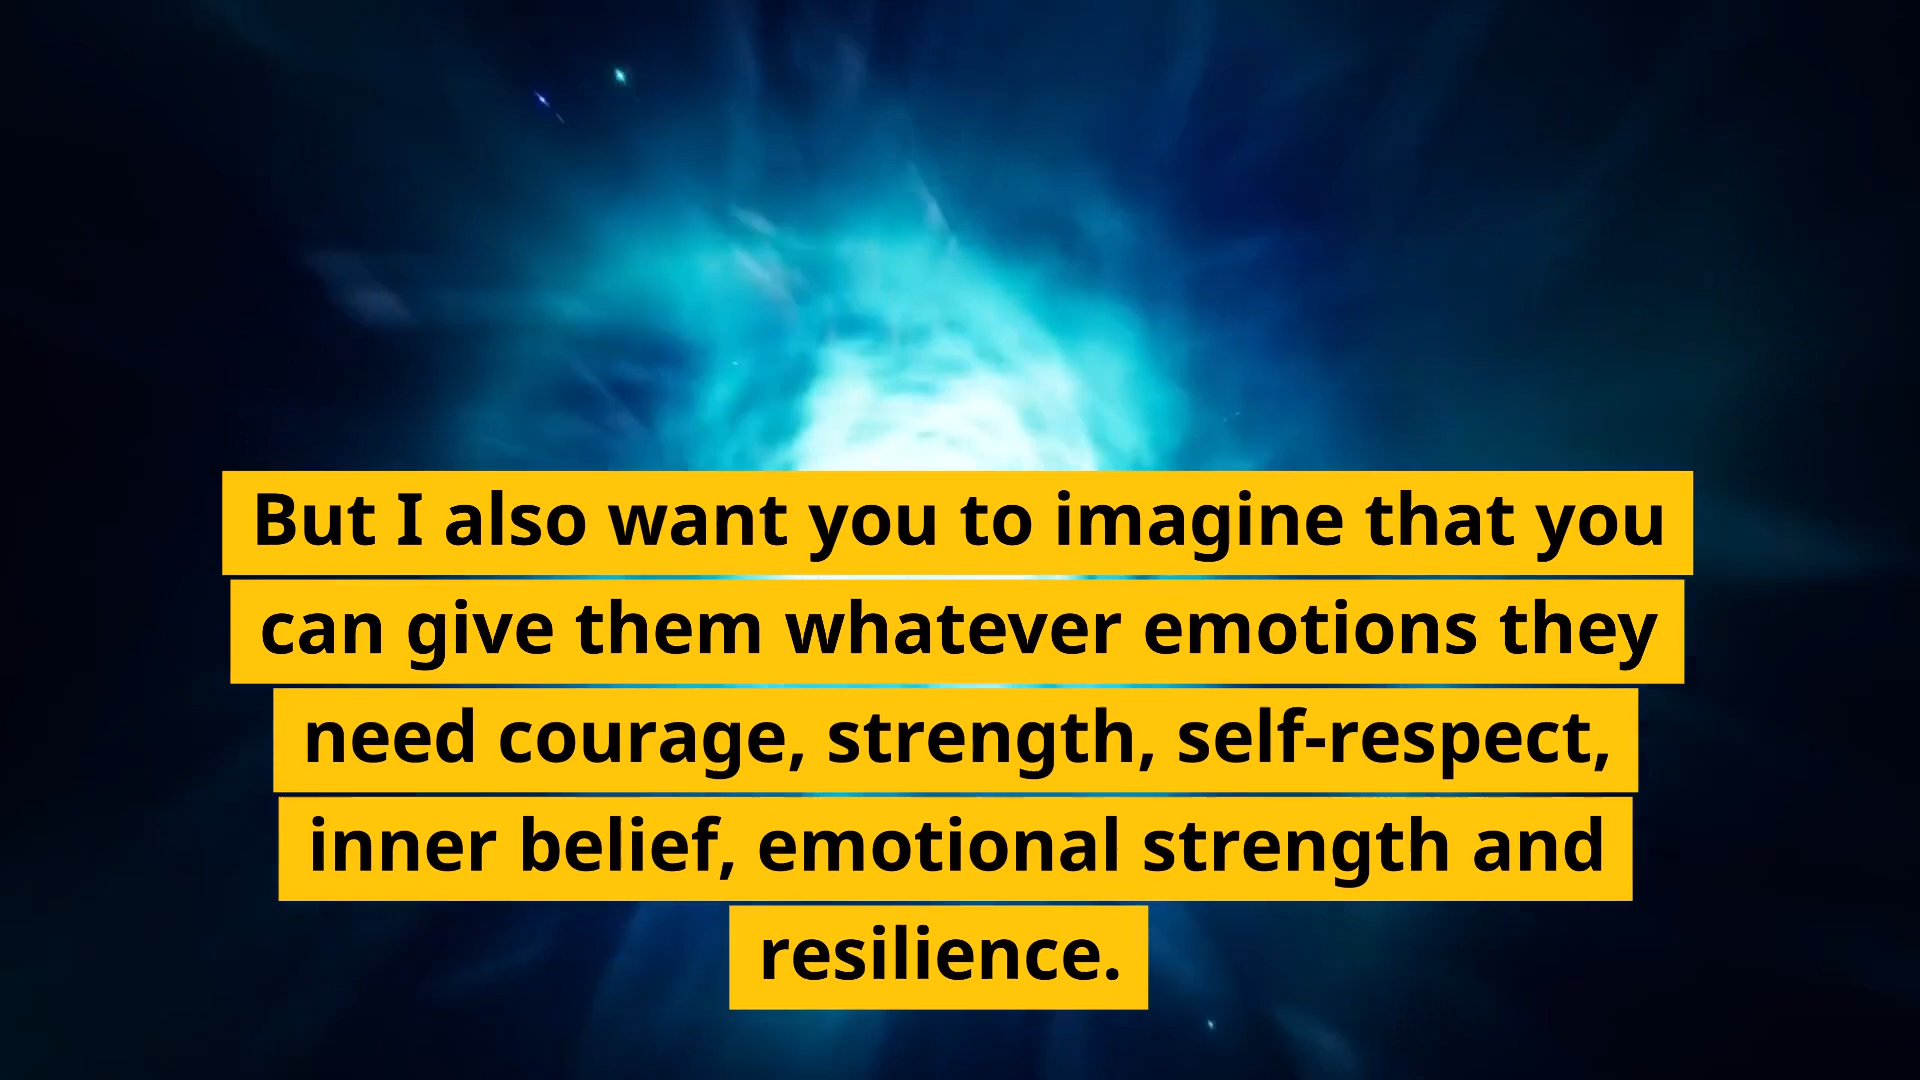 But I also want you to imagine that you
can give them whatever emotions they
need courage, strength, self-respect,
inner belief, emotional strength and
resilience.